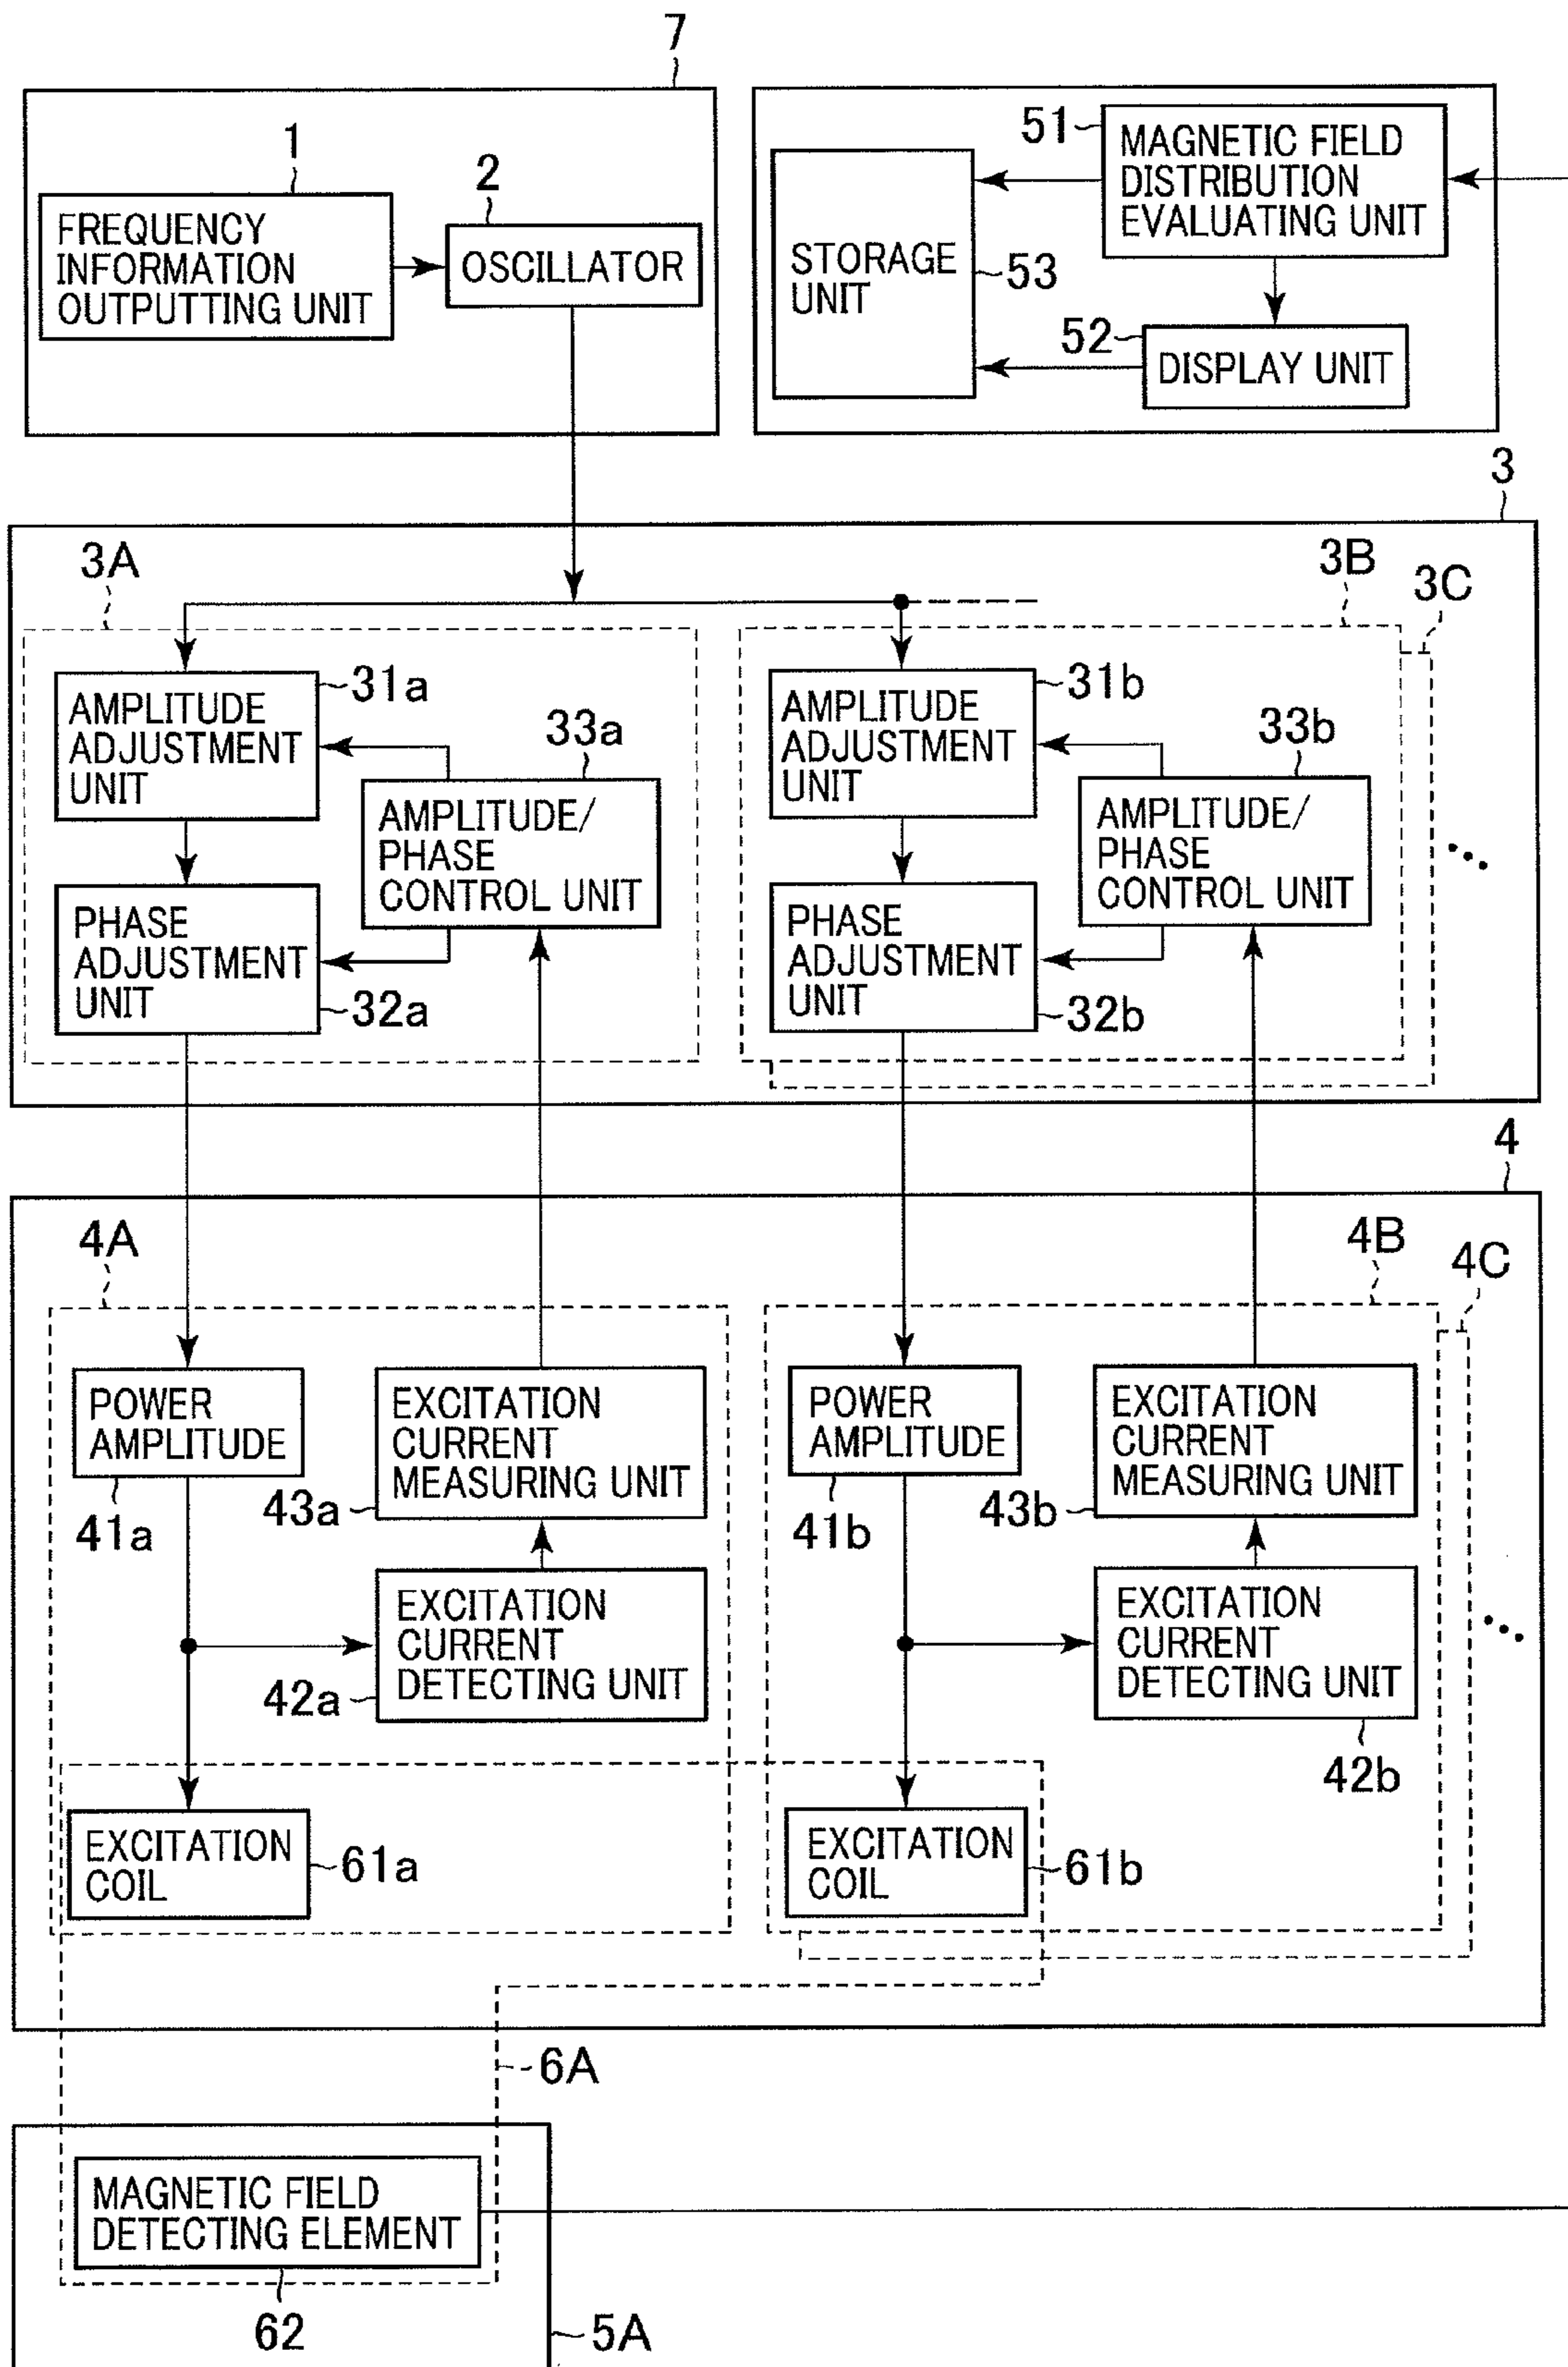 7
1
FREQUENCY
INFORMATION
OUTPUTTING UNIT
2
OSCILLATOR
51
MAGNETIC FIELD
DISTRIBUTION
EVALUATING UNIT
STORAGE
UNIT
53
52
DISPLAY UNIT
3
3A
3B
3C
31a
AMPLITUDE
ADJUSTMENT
UNIT
33a
AMPLITUDE/
PHASE
CONTROL UNIT
PHASE
ADJUSTMENT
UNIT
32a
31b
AMPLITUDE
ADJUSTMENT
UNIT
33b
AMPLITUDE/
PHASE
CONTROL UNIT
PHASE
ADJUSTMENT
UNIT
32b
4
4A
4B
4C
POWER
AMPLITUDE
41a
EXCITATION
CURRENT
MEASURING UNIT
43a
EXCITATION
CURRENT
DETECTING UNIT
42a
EXCITATION
COIL
61a
POWER
AMPLITUDE
41b
EXCITATION
CURRENT
MEASURING UNIT
43b
EXCITATION
CURRENT
DETECTING UNIT
42b
EXCITATION
COIL
61b
6A
MAGNETIC FIELD
DETECTING ELEMENT
62
5A